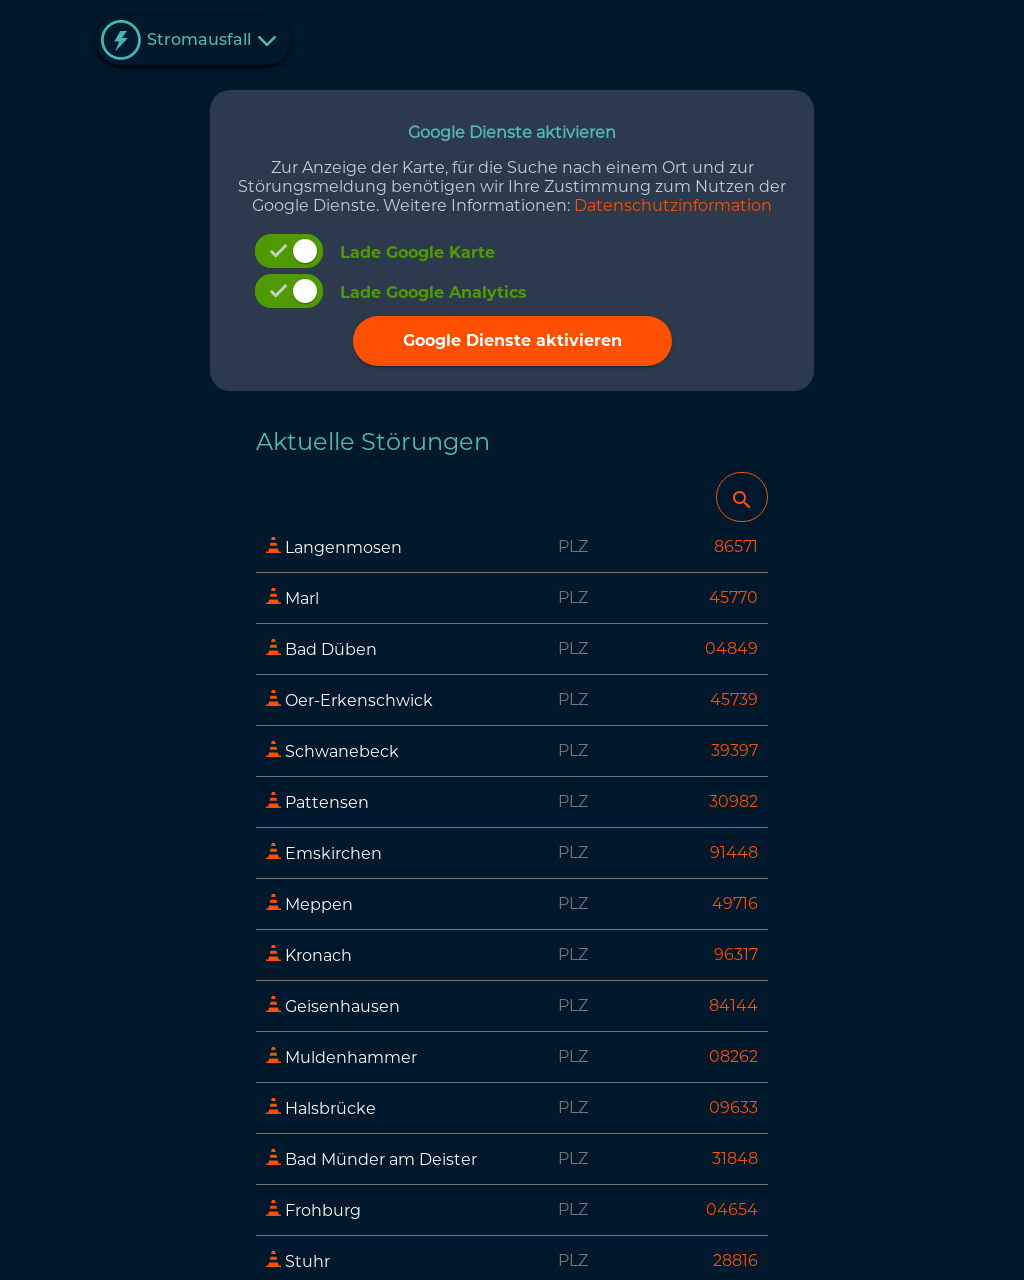 Stromausfall
Google Dienste aktivieren
Zur Anzeige der Karte, für die Suche nach einem Ort und zur
Störungsmeldung benötigen wir Ihre Zustimmung zum Nutzen der
Google Dienste. Weitere Informationen: Datenschutzinformation
Lade Google Karte
Lade Google Analytics
Google Dienste aktivieren
Aktuelle Störungen
Langenmosen PLZ 86571
Marl PLZ 45770
Bad Düben PLZ 04849
Oer-Erkenschwick PLZ 45739
Schwanebeck PLZ 39397
Pattensen PLZ 30982
Emskirchen PLZ 91448
Meppen PLZ 49716
Kronach PLZ 96317
Geisenhausen PLZ 84144
Muldenhammer PLZ 08262
Halsbrücke PLZ 09633
Bad Münder am Deister PLZ 31848
Frohburg PLZ 04654
Stuhr PLZ 28816